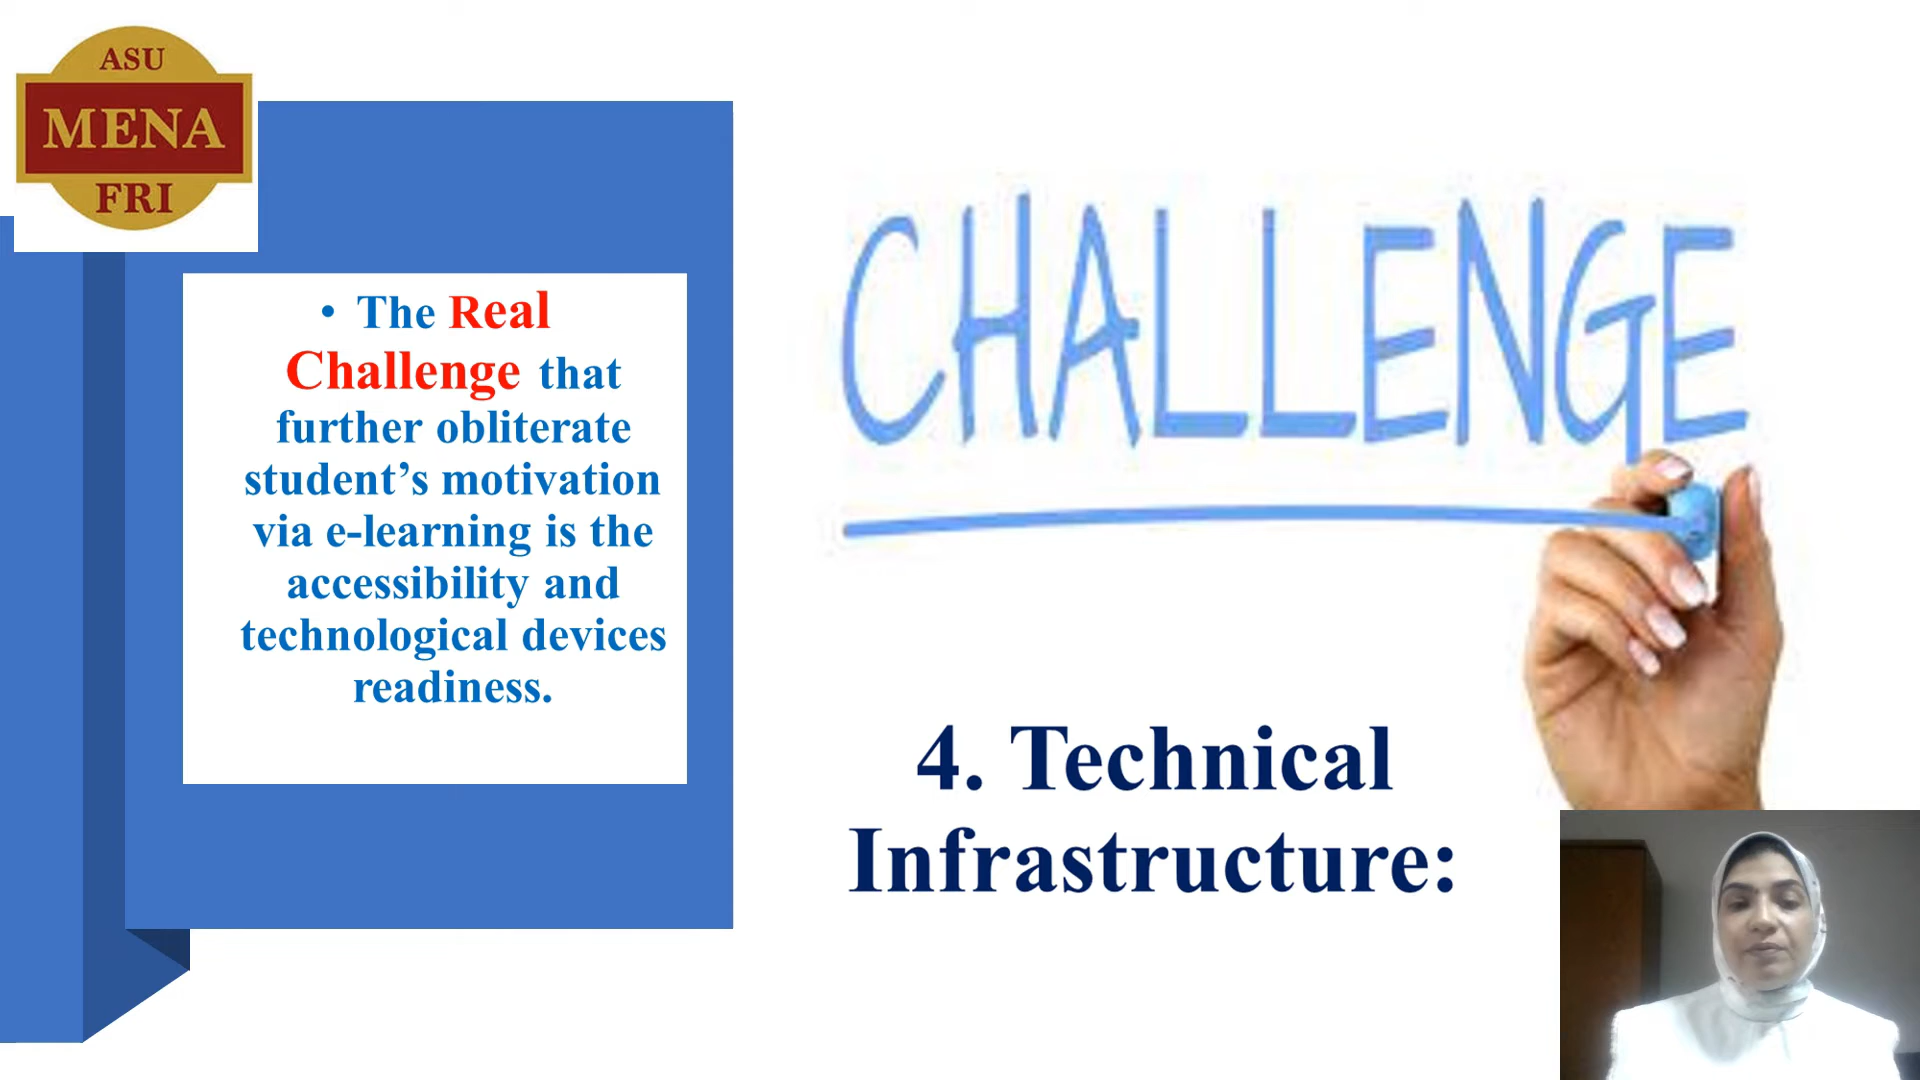 ASU
MENA
FRI
• The Real
Challenge that
further obliterate
student’s motivation
via e-learning is the
accessibility and
technological devices
readiness.
CHALLENGE
4. Technical
Infrastructure: